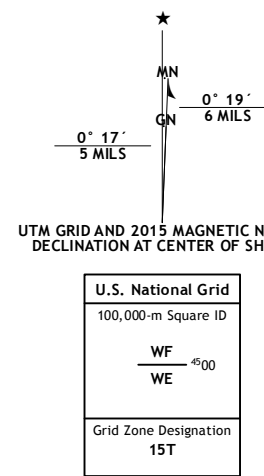 ★
MN
0° 19´
6 MILS
GN
0° 17´
5 MILS
UTM GRID AND 2015 MAGNETIC N
DECLINATION AT CENTER OF SH
U.S. National Grid
100,000-m Square ID
WF
4500
WE
Grid Zone Designation
15T